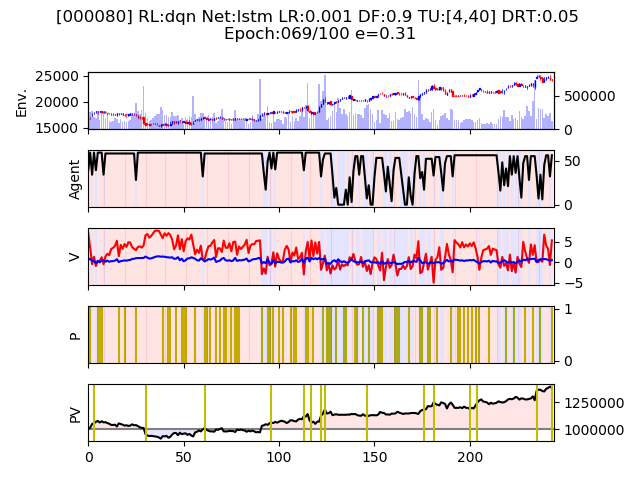 [000080] RL:dqn Net:lstm LR:0.001 DF:0.9 TU:[4,40] DRT:0.05
Epoch:069/100 e=0.31
Env.
25000
20000
15000
500000
0
Agent
50
0
V
5
0
−5
P
1
0
PV
1250000
1000000
0 50 100 150 200